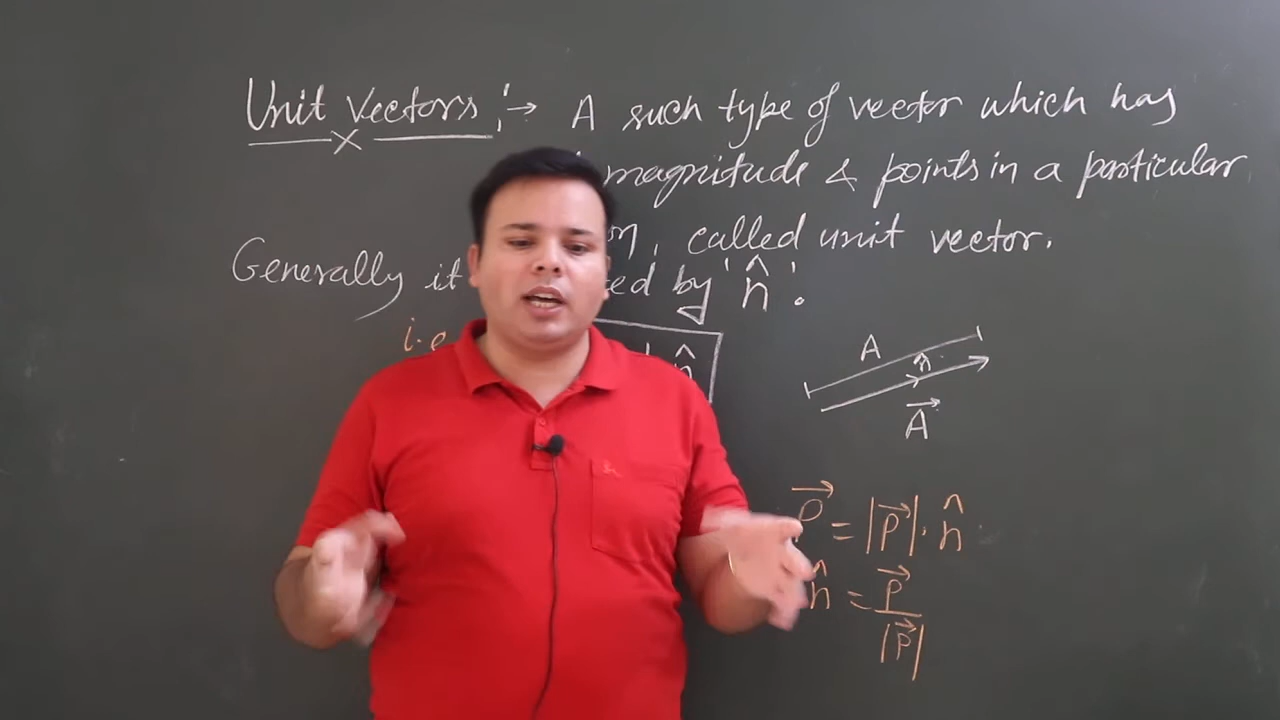 Unit Vectors :→ A such type of vector which has
magnitude & points in a particular
called unit vector.
Generally it by 'n̂'.
i.e n̂
A
n̂
A⃗
P⃗ = |P⃗|. n̂
n̂ = P⃗ / |P⃗|